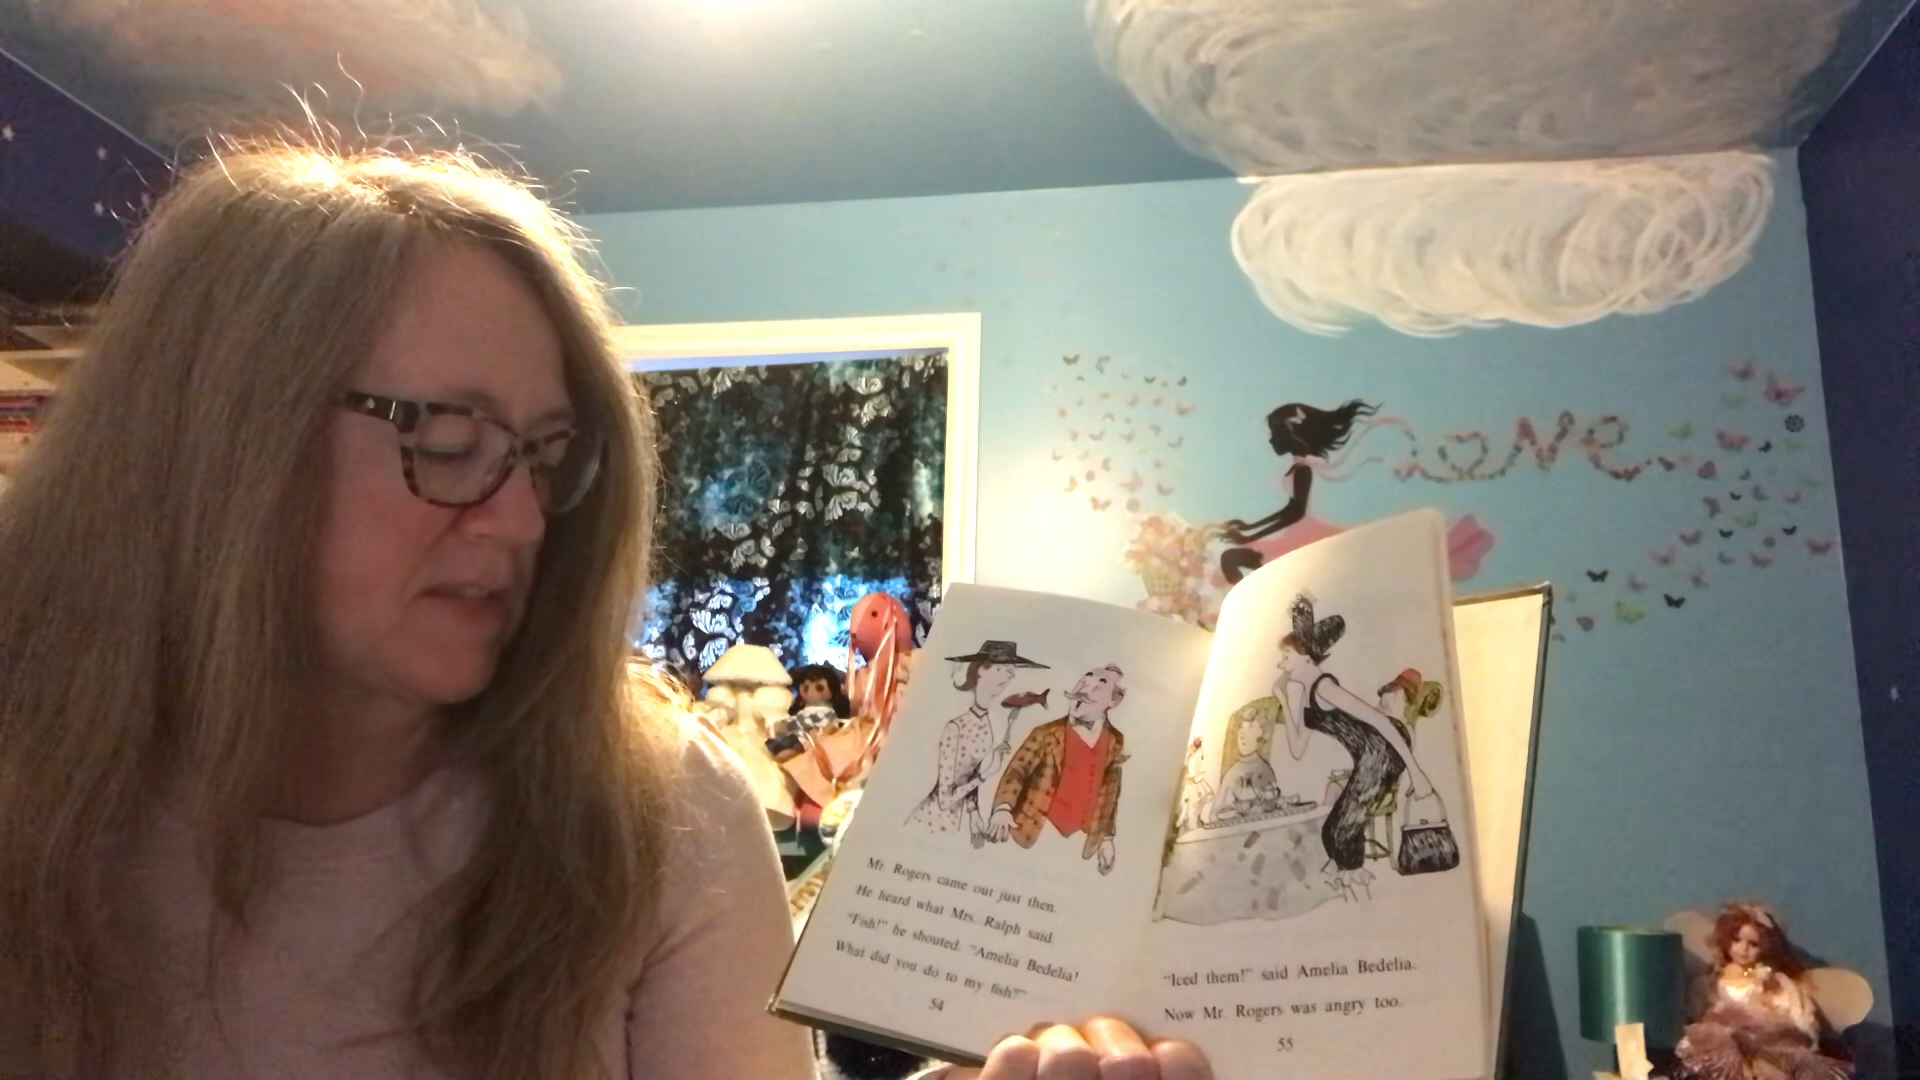 love
Mr. Rogers came out just then.
He heard what Mrs. Ralph said.
"Fish!" he shouted. "Amelia Bedelia!
What did you do to my fish?"
54
"Iced them!" said Amelia Bedelia.
Now Mr. Rogers was angry too.
55